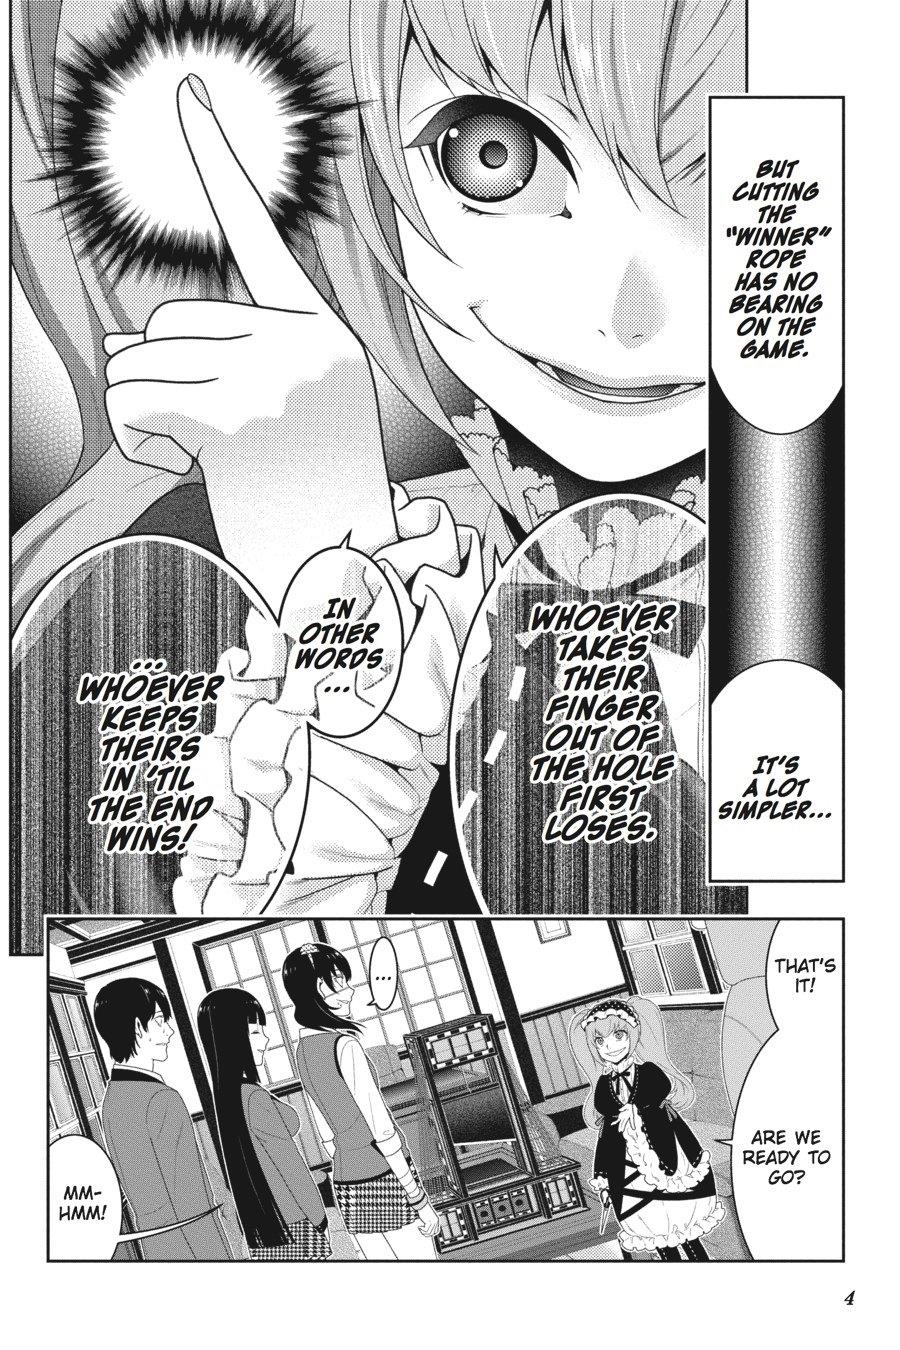 BUT
CUTTING
THE
"WINNER"
ROPE
HAS NO
BEARING
ON THE
GAME.
IT'S
A LOT
SIMPLER...
WHOEVER
TAKES
THEIR
FINGER
OUT OF
THE HOLE
FIRST
LOSES.
IN
OTHER
WORDS
...
...
WHOEVER
KEEPS
THEIRS
IN 'TIL
THE END
WINS!
THAT'S
IT!
ARE WE
READY TO
GO?
...
MM-
HMM!
4